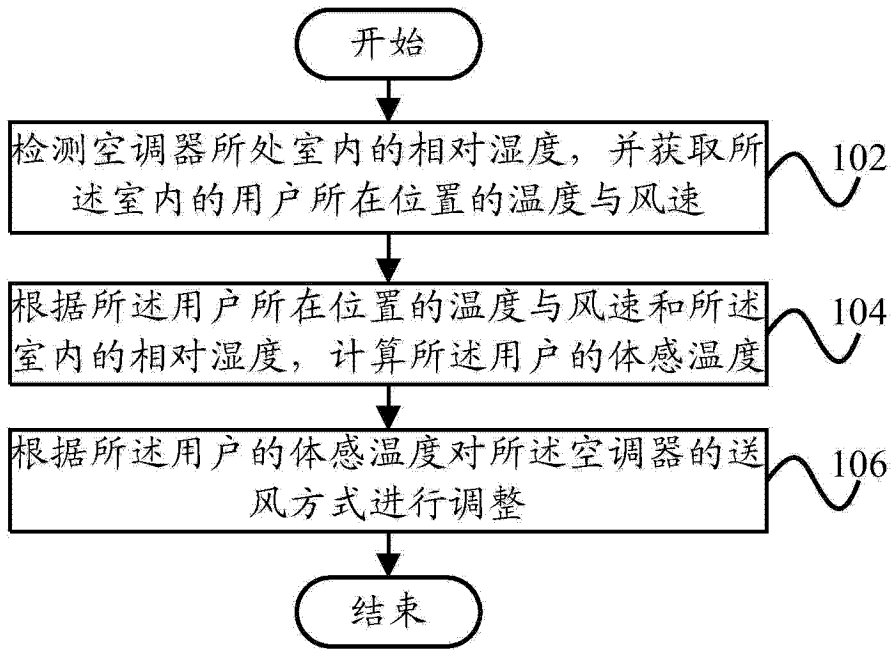 开始
检测空调器所处室内的相对湿度，并获取所
述室内的用户所在位置的温度与风速
102
根据所述用户所在位置的温度与风速和所述
室内的相对湿度，计算所述用户的体感温度
104
根据所述用户的体感温度对所述空调器的送
风方式进行调整
106
结束